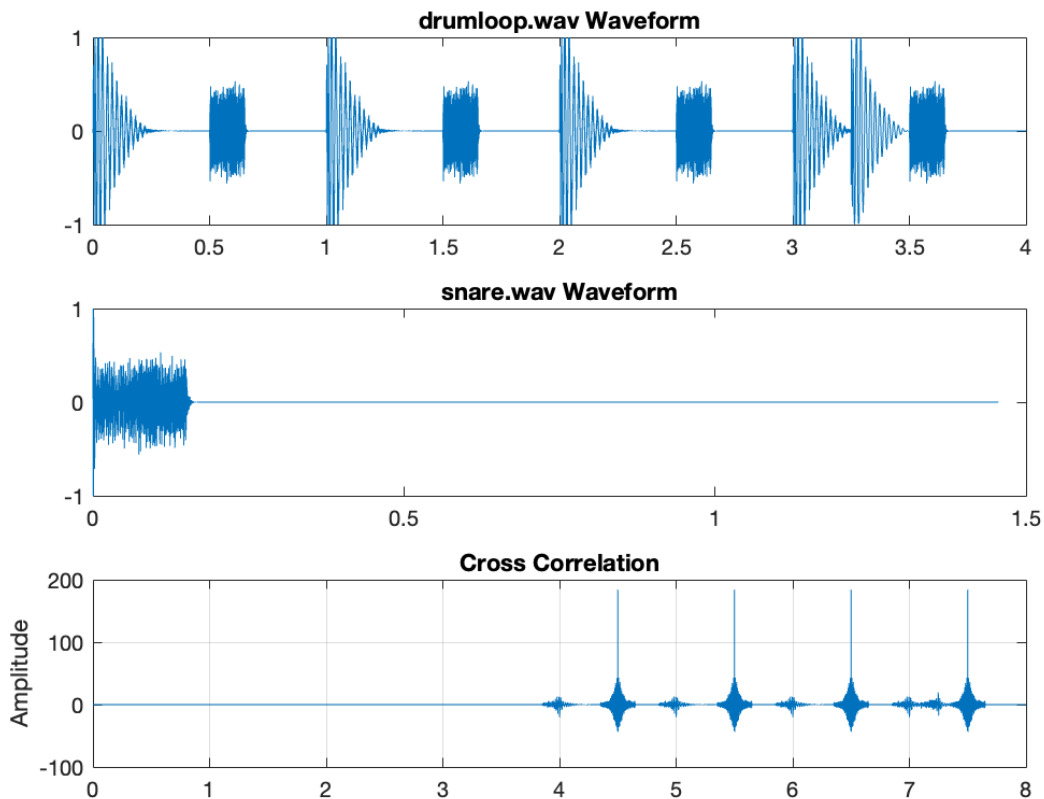 drumloop.wav Waveform
1
0
-1
0 0.5 1 1.5 2 2.5 3 3.5 4
snare.wav Waveform
1
0
-1
0 0.5 1 1.5
Cross Correlation
Amplitude
200
100
0
-100
0 1 2 3 4 5 6 7 8